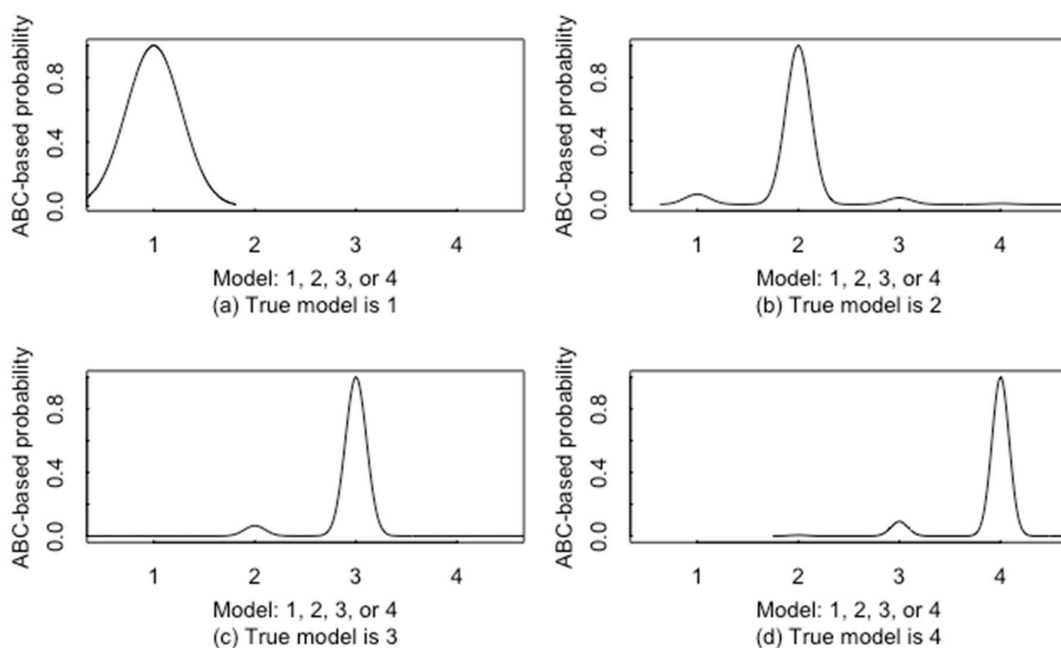 ABC-based probability
0.8
0.4
0.0
1 2 3 4
Model: 1, 2, 3, or 4
(a) True model is 1
ABC-based probability
0.8
0.4
0.0
1 2 3 4
Model: 1, 2, 3, or 4
(b) True model is 2
ABC-based probability
0.8
0.4
0.0
1 2 3 4
Model: 1, 2, 3, or 4
(c) True model is 3
ABC-based probability
0.8
0.4
0.0
1 2 3 4
Model: 1, 2, 3, or 4
(d) True model is 4